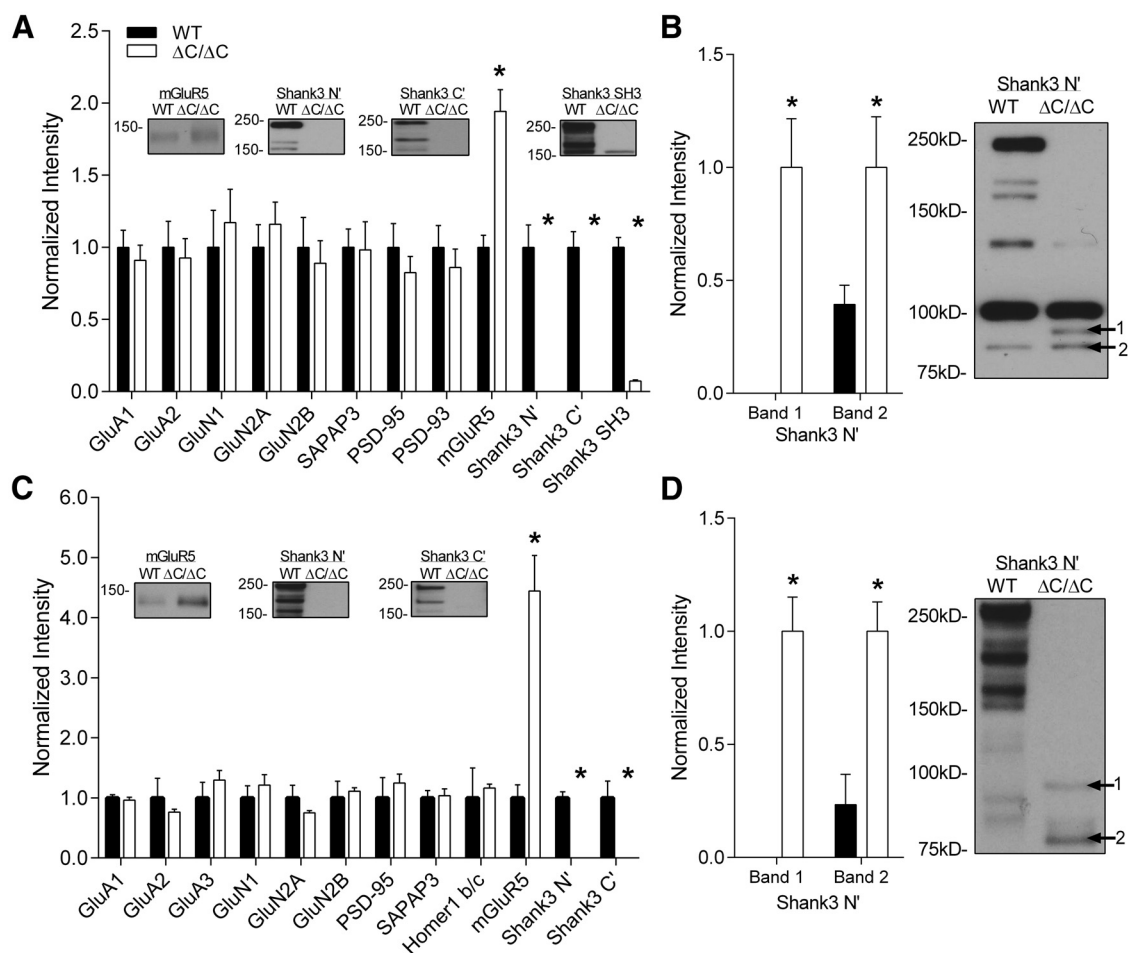 A
WT
ΔC/ΔC
Normalized Intensity
2.5
2.0
1.5
1.0
0.5
0.0
mGluR5
WT ΔC/ΔC
150-
Shank3 N'
WT ΔC/ΔC
250-
150-
Shank3 C'
WT ΔC/ΔC
250-
150-
Shank3 SH3
WT ΔC/ΔC
250-
150-
*
* * *
GluA1
GluA2
GluN1
GluN2A
GluN2B
SAPAP3
PSD-95
PSD-93
mGluR5
Shank3 N'
Shank3 C'
Shank3 SH3
B
Normalized Intensity
1.5
1.0
0.5
0.0
* *
Band 1 Band 2
Shank3 N'
Shank3 N'
WT ΔC/ΔC
250kD-
150kD-
100kD-
75kD-
1
2
C
Normalized Intensity
6.0
5.0
4.0
3.0
2.0
1.0
0.0
mGluR5
WT ΔC/ΔC
150-
Shank3 N'
WT ΔC/ΔC
250-
150-
Shank3 C'
WT ΔC/ΔC
250-
150-
*
* *
GluA1
GluA2
GluA3
GluN1
GluN2A
GluN2B
PSD-95
SAPAP3
Homer1 b/c
mGluR5
Shank3 N'
Shank3 C'
D
Normalized Intensity
1.5
1.0
0.5
0.0
* *
Band 1 Band 2
Shank3 N'
Shank3 N'
WT ΔC/ΔC
250kD-
150kD-
100kD-
75kD-
1
2